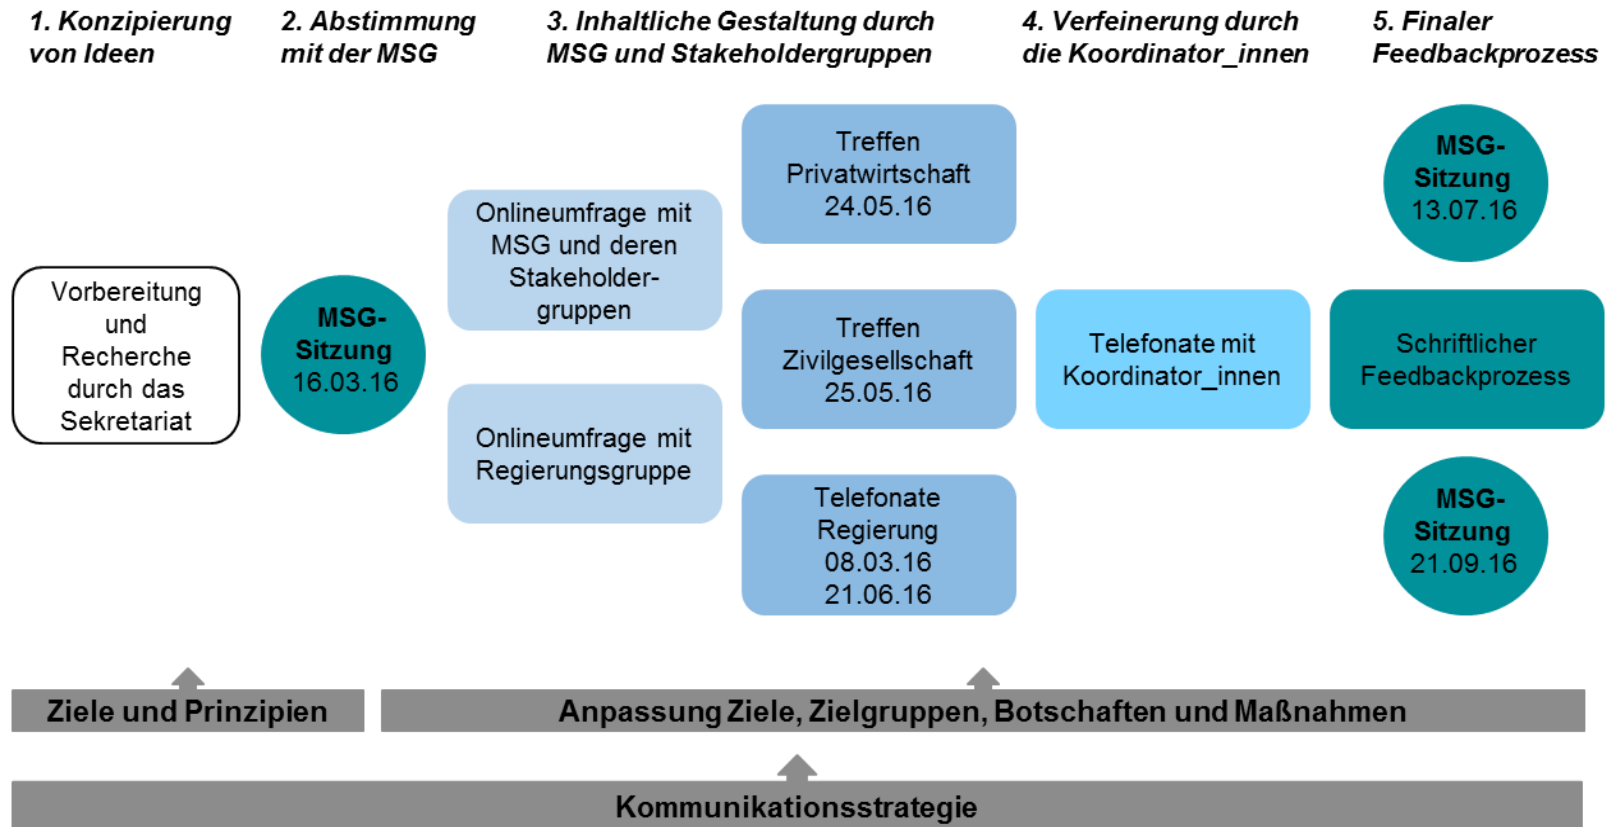 1. Konzipierung
von Ideen
2. Abstimmung
mit der MSG
3. Inhaltliche Gestaltung durch
MSG und Stakeholdergruppen
4. Verfeinerung durch
die Koordinator_innen
5. Finaler
Feedbackprozess
Vorbereitung
und
Recherche
durch das
Sekretariat
MSG-
Sitzung
16.03.16
Onlineumfrage mit
MSG und deren
Stakeholder-
gruppen
Onlineumfrage mit
Regierungsgruppe
Treffen
Privatwirtschaft
24.05.16
Treffen
Zivilgesellschaft
25.05.16
Telefonate
Regierung
08.03.16
21.06.16
Telefonate mit
Koordinator_innen
MSG-
Sitzung
13.07.16
Schriftlicher
Feedbackprozess
MSG-
Sitzung
21.09.16
Ziele und Prinzipien
Anpassung Ziele, Zielgruppen, Botschaften und Maßnahmen
Kommunikationsstrategie